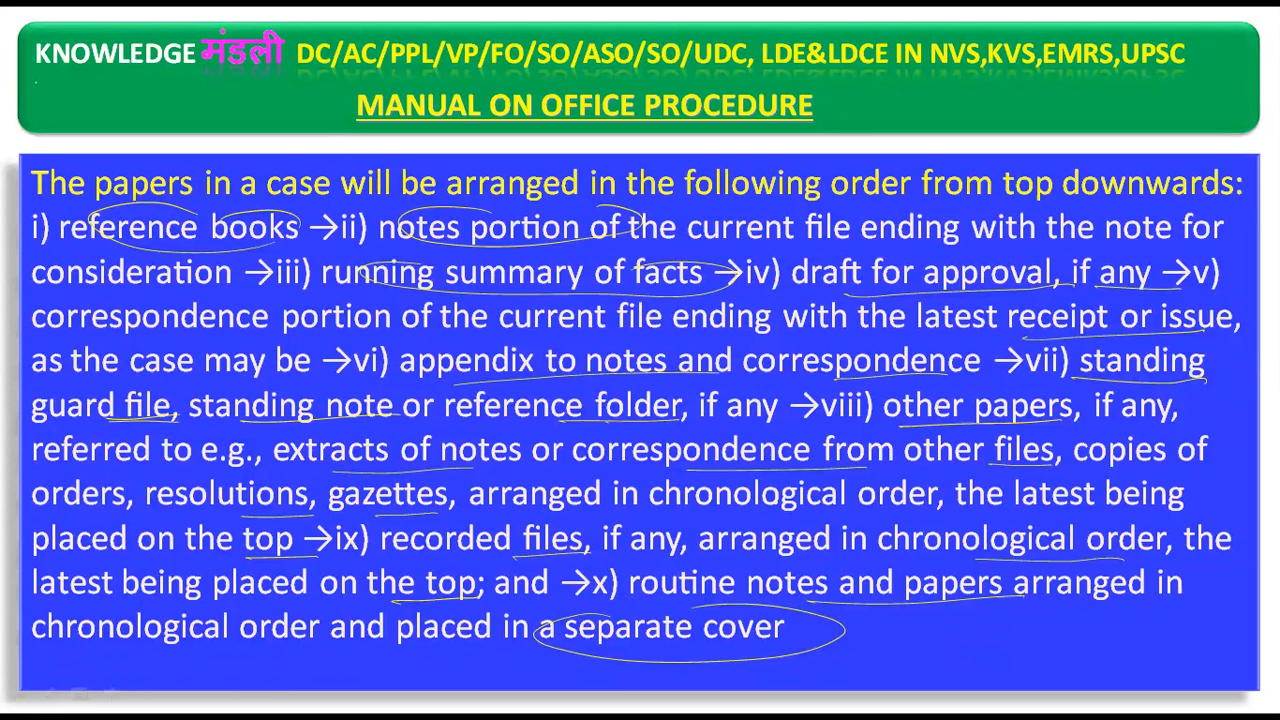 KNOWLEDGE मंडली DC/AC/PPL/VP/FO/SO/ASO/SO/UDC, LDE&LDCE IN NVS,KVS,EMRS,UPSC
MANUAL ON OFFICE PROCEDURE
The papers in a case will be arranged in the following order from top downwards:
i) reference books →ii) notes portion of the current file ending with the note for
consideration →iii) running summary of facts →iv) draft for approval, if any →v)
correspondence portion of the current file ending with the latest receipt or issue,
as the case may be →vi) appendix to notes and correspondence →vii) standing
guard file, standing note or reference folder, if any →viii) other papers, if any,
referred to e.g., extracts of notes or correspondence from other files, copies of
orders, resolutions, gazettes, arranged in chronological order, the latest being
placed on the top →ix) recorded files, if any, arranged in chronological order, the
latest being placed on the top; and →x) routine notes and papers arranged in
chronological order and placed in a separate cover